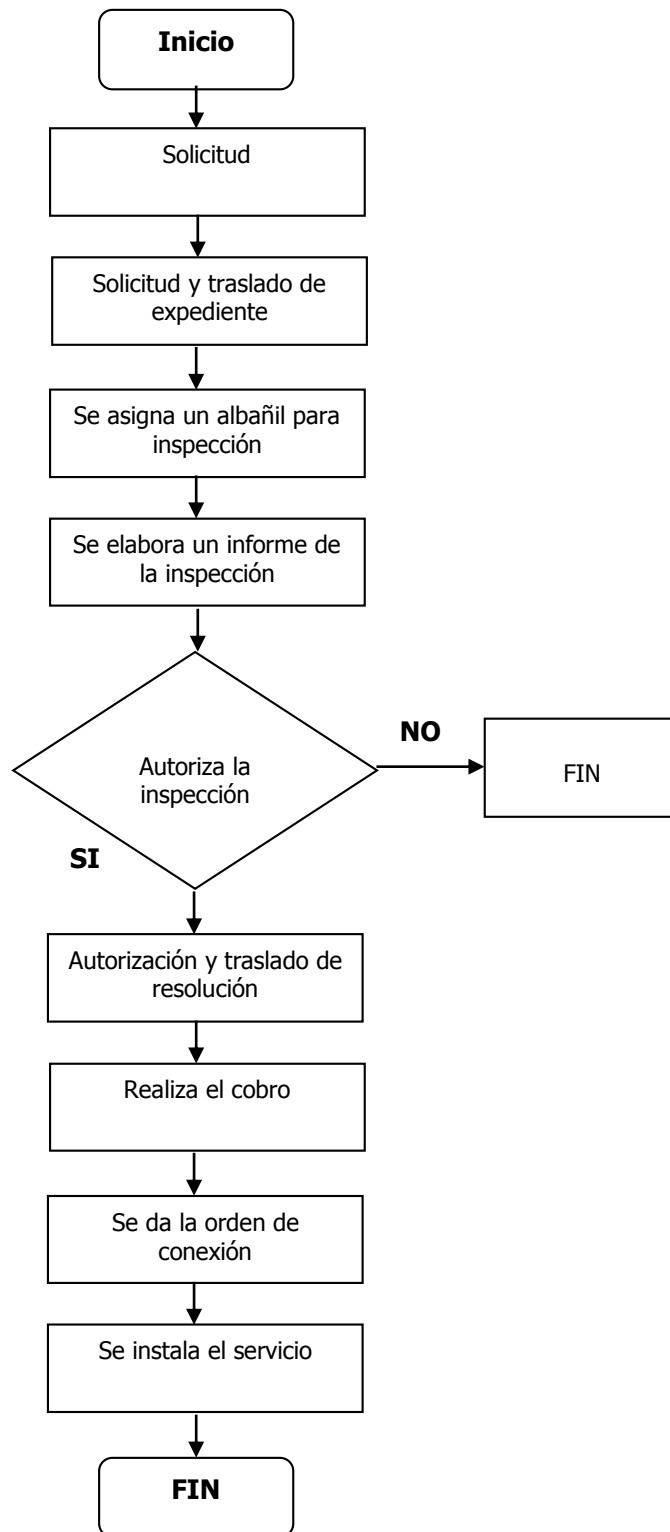 Inicio
Solicitud
Solicitud y traslado de
expediente
Se asigna un albañil para
inspección
Se elabora un informe de
la inspección
NO
Autoriza la
inspección
FIN
SI
Autorización y traslado de
resolución
Realiza el cobro
Se da la orden de
conexión
Se instala el servicio
FIN